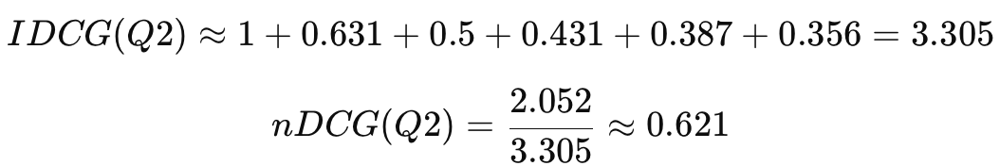 IDCG(Q2) ≈ 1 + 0.631 + 0.5 + 0.431 + 0.387 + 0.356 = 3.305
nDCG(Q2) = 2.052 / 3.305 ≈ 0.621